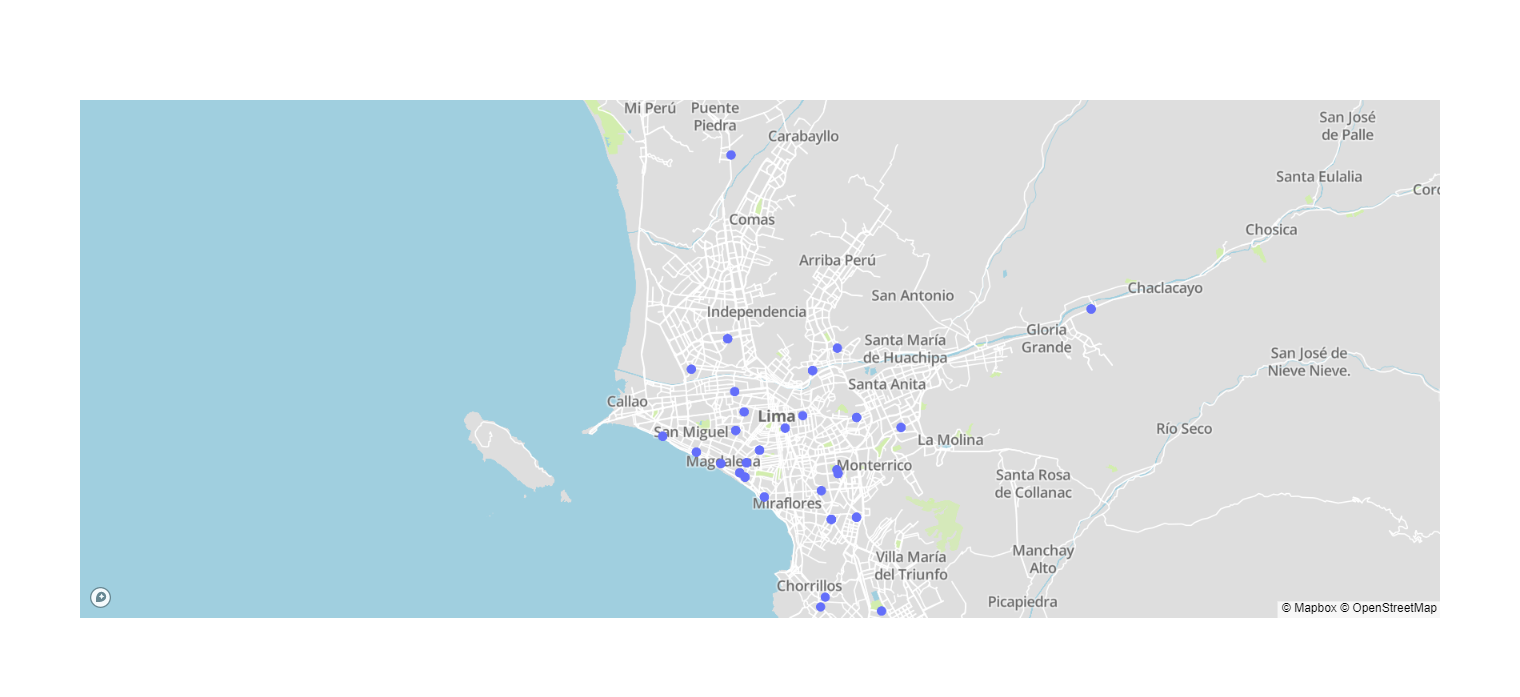 Mi Perú
Puente
Piedra
Carabayllo
San José
de Palle
Santa Eulalia
Comas
Chosica
Arriba Perú
San Antonio
Chaclacayo
Independencia
Gloria
Grande
Santa María
de Huachipa
San José de
Nieve Nieve.
Santa Anita
Callao
Lima
San Miguel
La Molina
Río Seco
Magdalena
Monterrico
Santa Rosa
de Collanac
Miraflores
Villa María
del Triunfo
Manchay
Alto
Chorrillos
Picapiedra
© Mapbox © OpenStreetMap